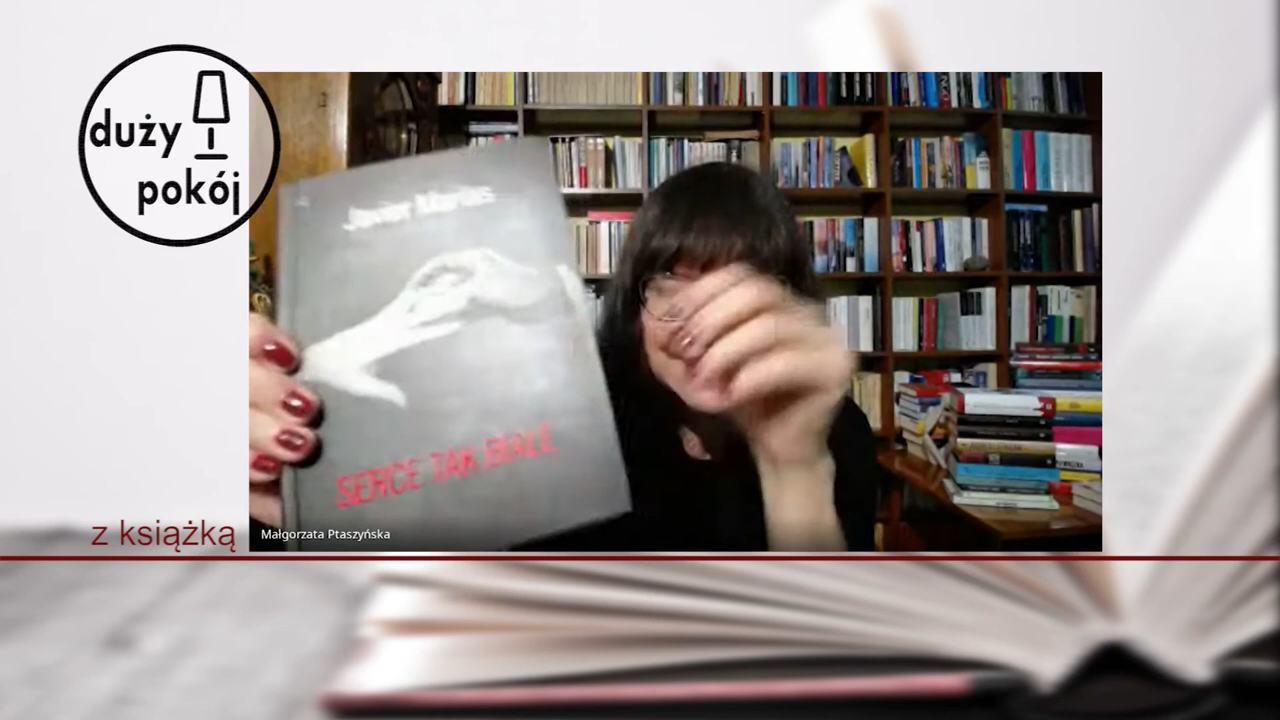 duży
pokój
Javier Marías
SERCE TAK BIAŁE
z książką
Małgorzata Ptaszyńska